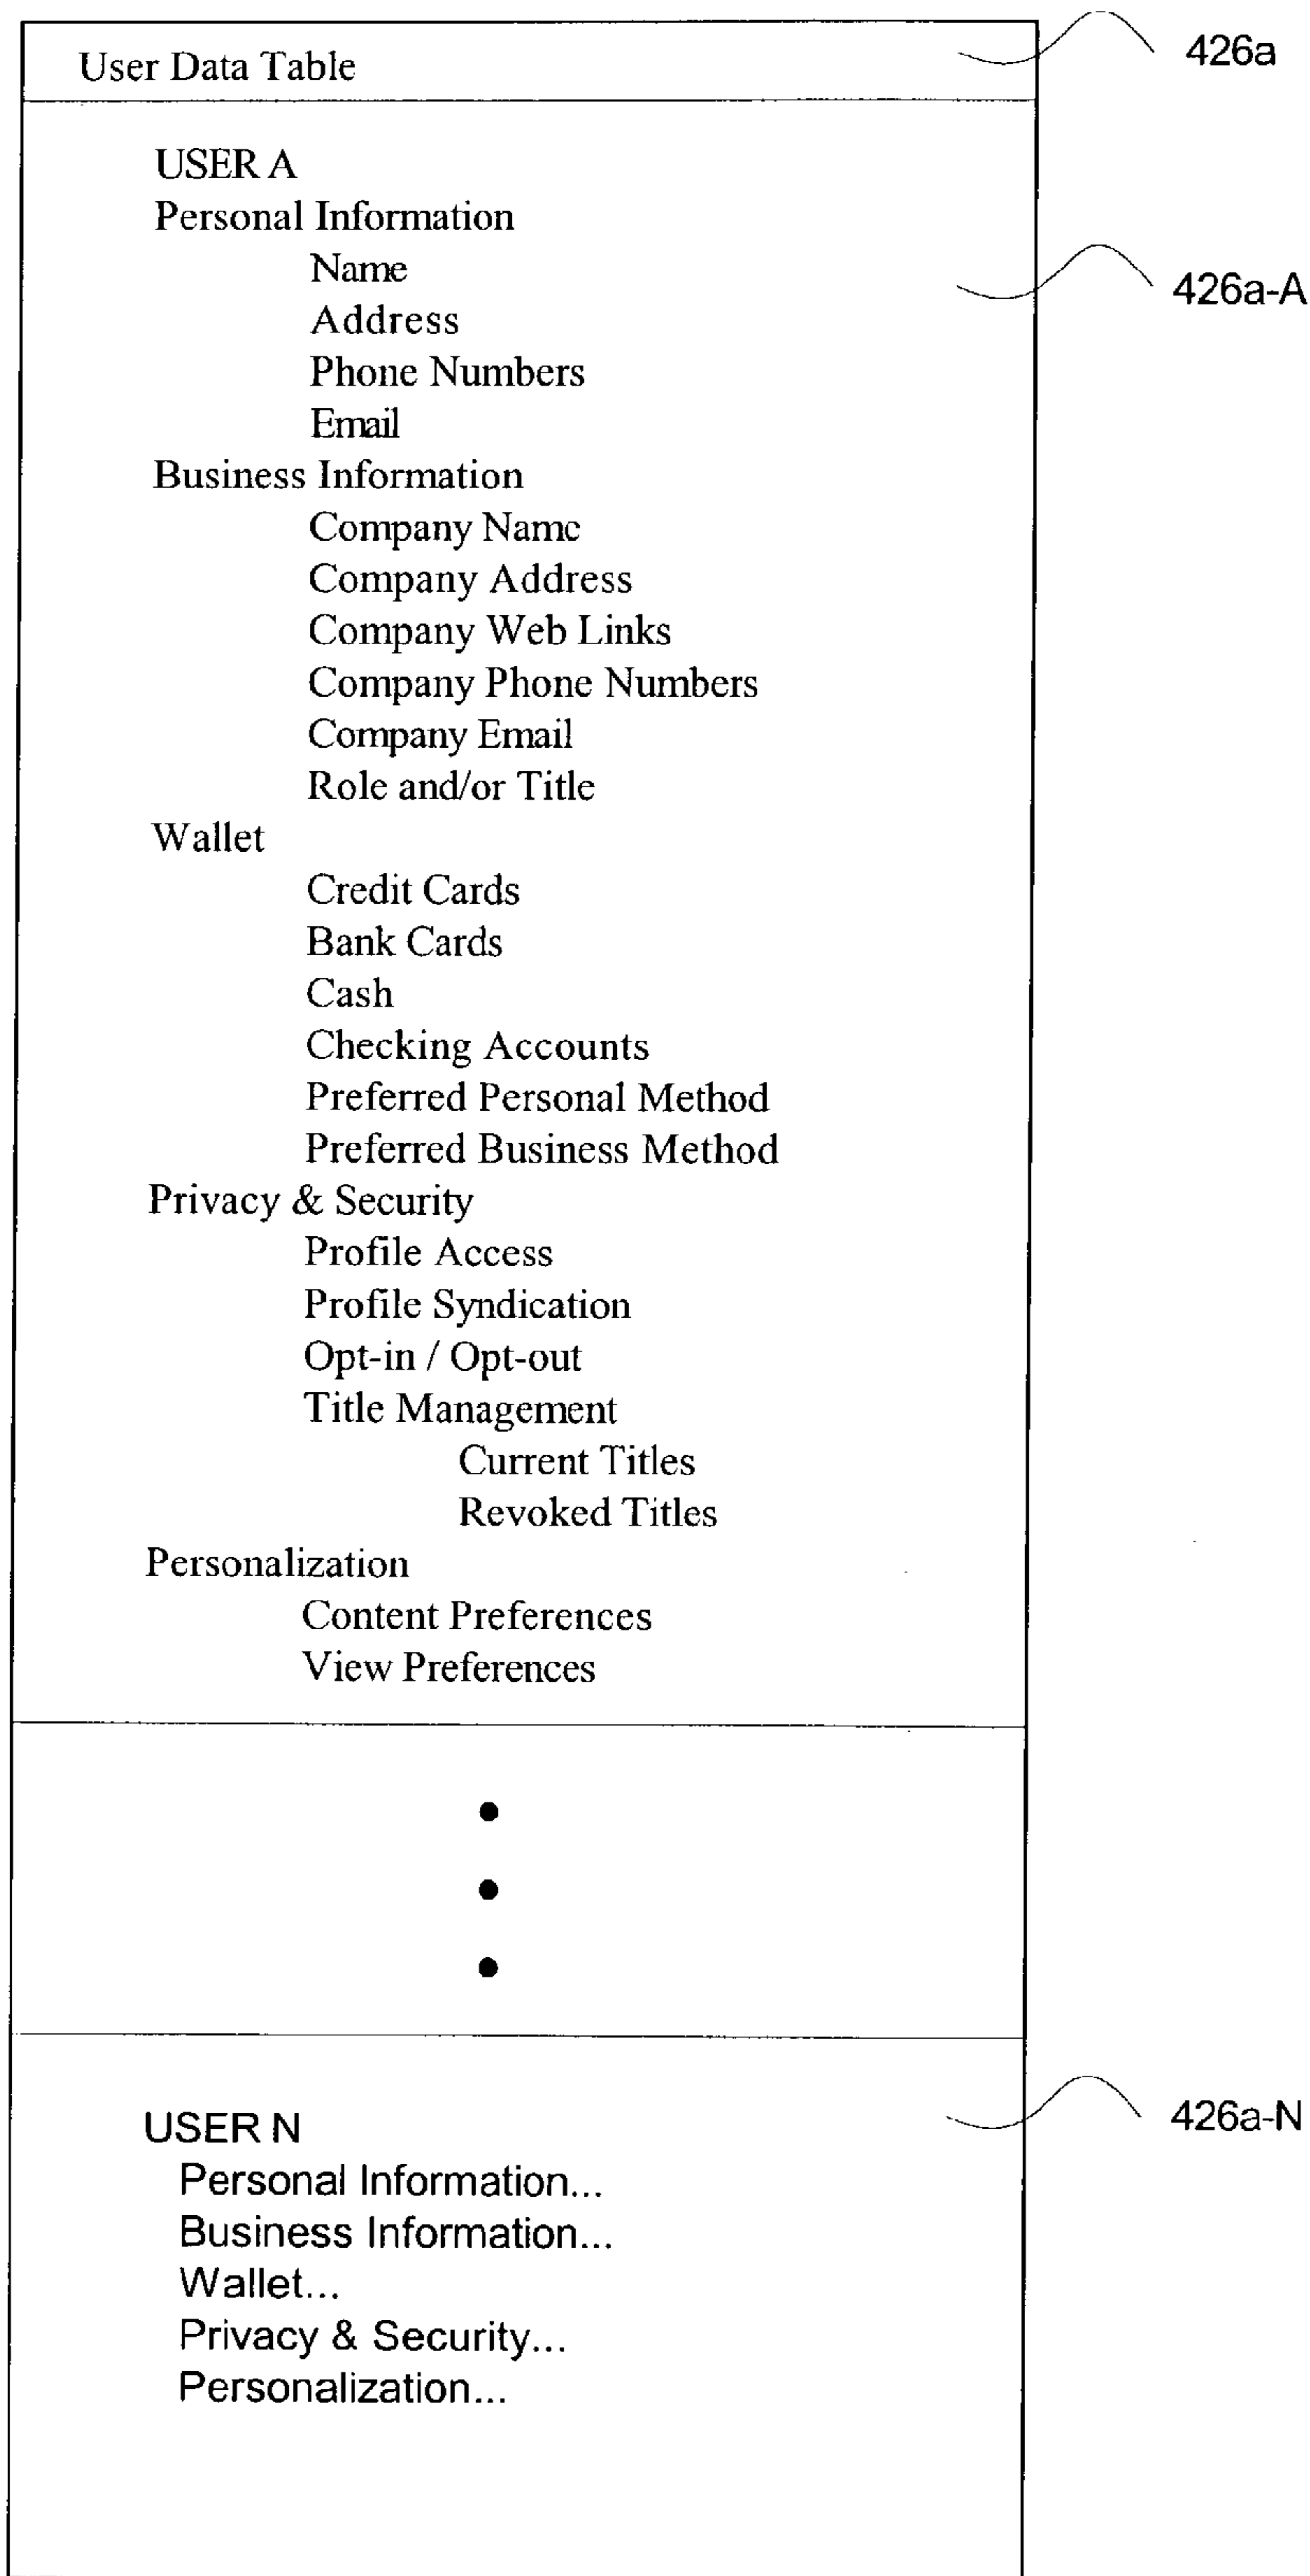 User Data Table 426a
USER A
Personal Information
Name
426a-A
Address
Phone Numbers
Email
Business Information
Company Name
Company Address
Company Web Links
Company Phone Numbers
Company Email
Role and/or Title
Wallet
Credit Cards
Bank Cards
Cash
Checking Accounts
Preferred Personal Method
Preferred Business Method
Privacy & Security
Profile Access
Profile Syndication
Opt-in / Opt-out
Title Management
Current Titles
Revoked Titles
Personalization
Content Preferences
View Preferences
USER N 426a-N
Personal Information...
Business Information...
Wallet...
Privacy & Security...
Personalization...